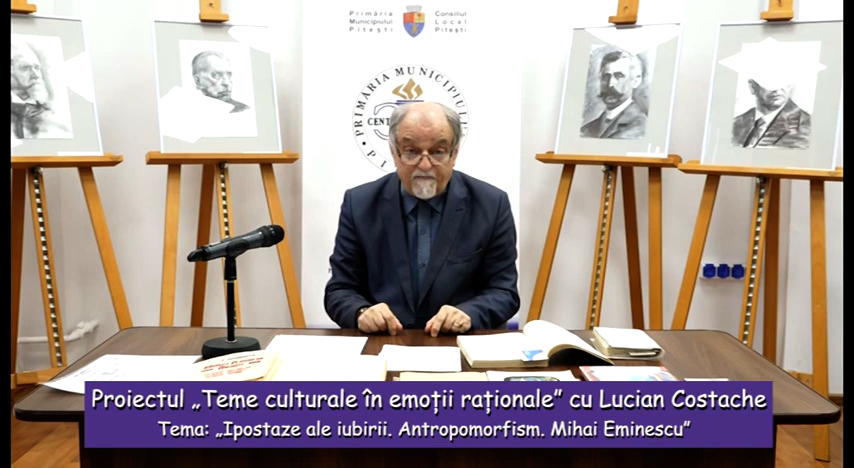 Primăria
Municipiului
Pitești
Consiliul
Local
Pitești
PRIMĂRIA MUNICIPIULUI
CENT
Proiectul „Teme culturale în emoții raționale” cu Lucian Costache
Tema: „Ipostaze ale iubirii. Antropomorfism. Mihai Eminescu”